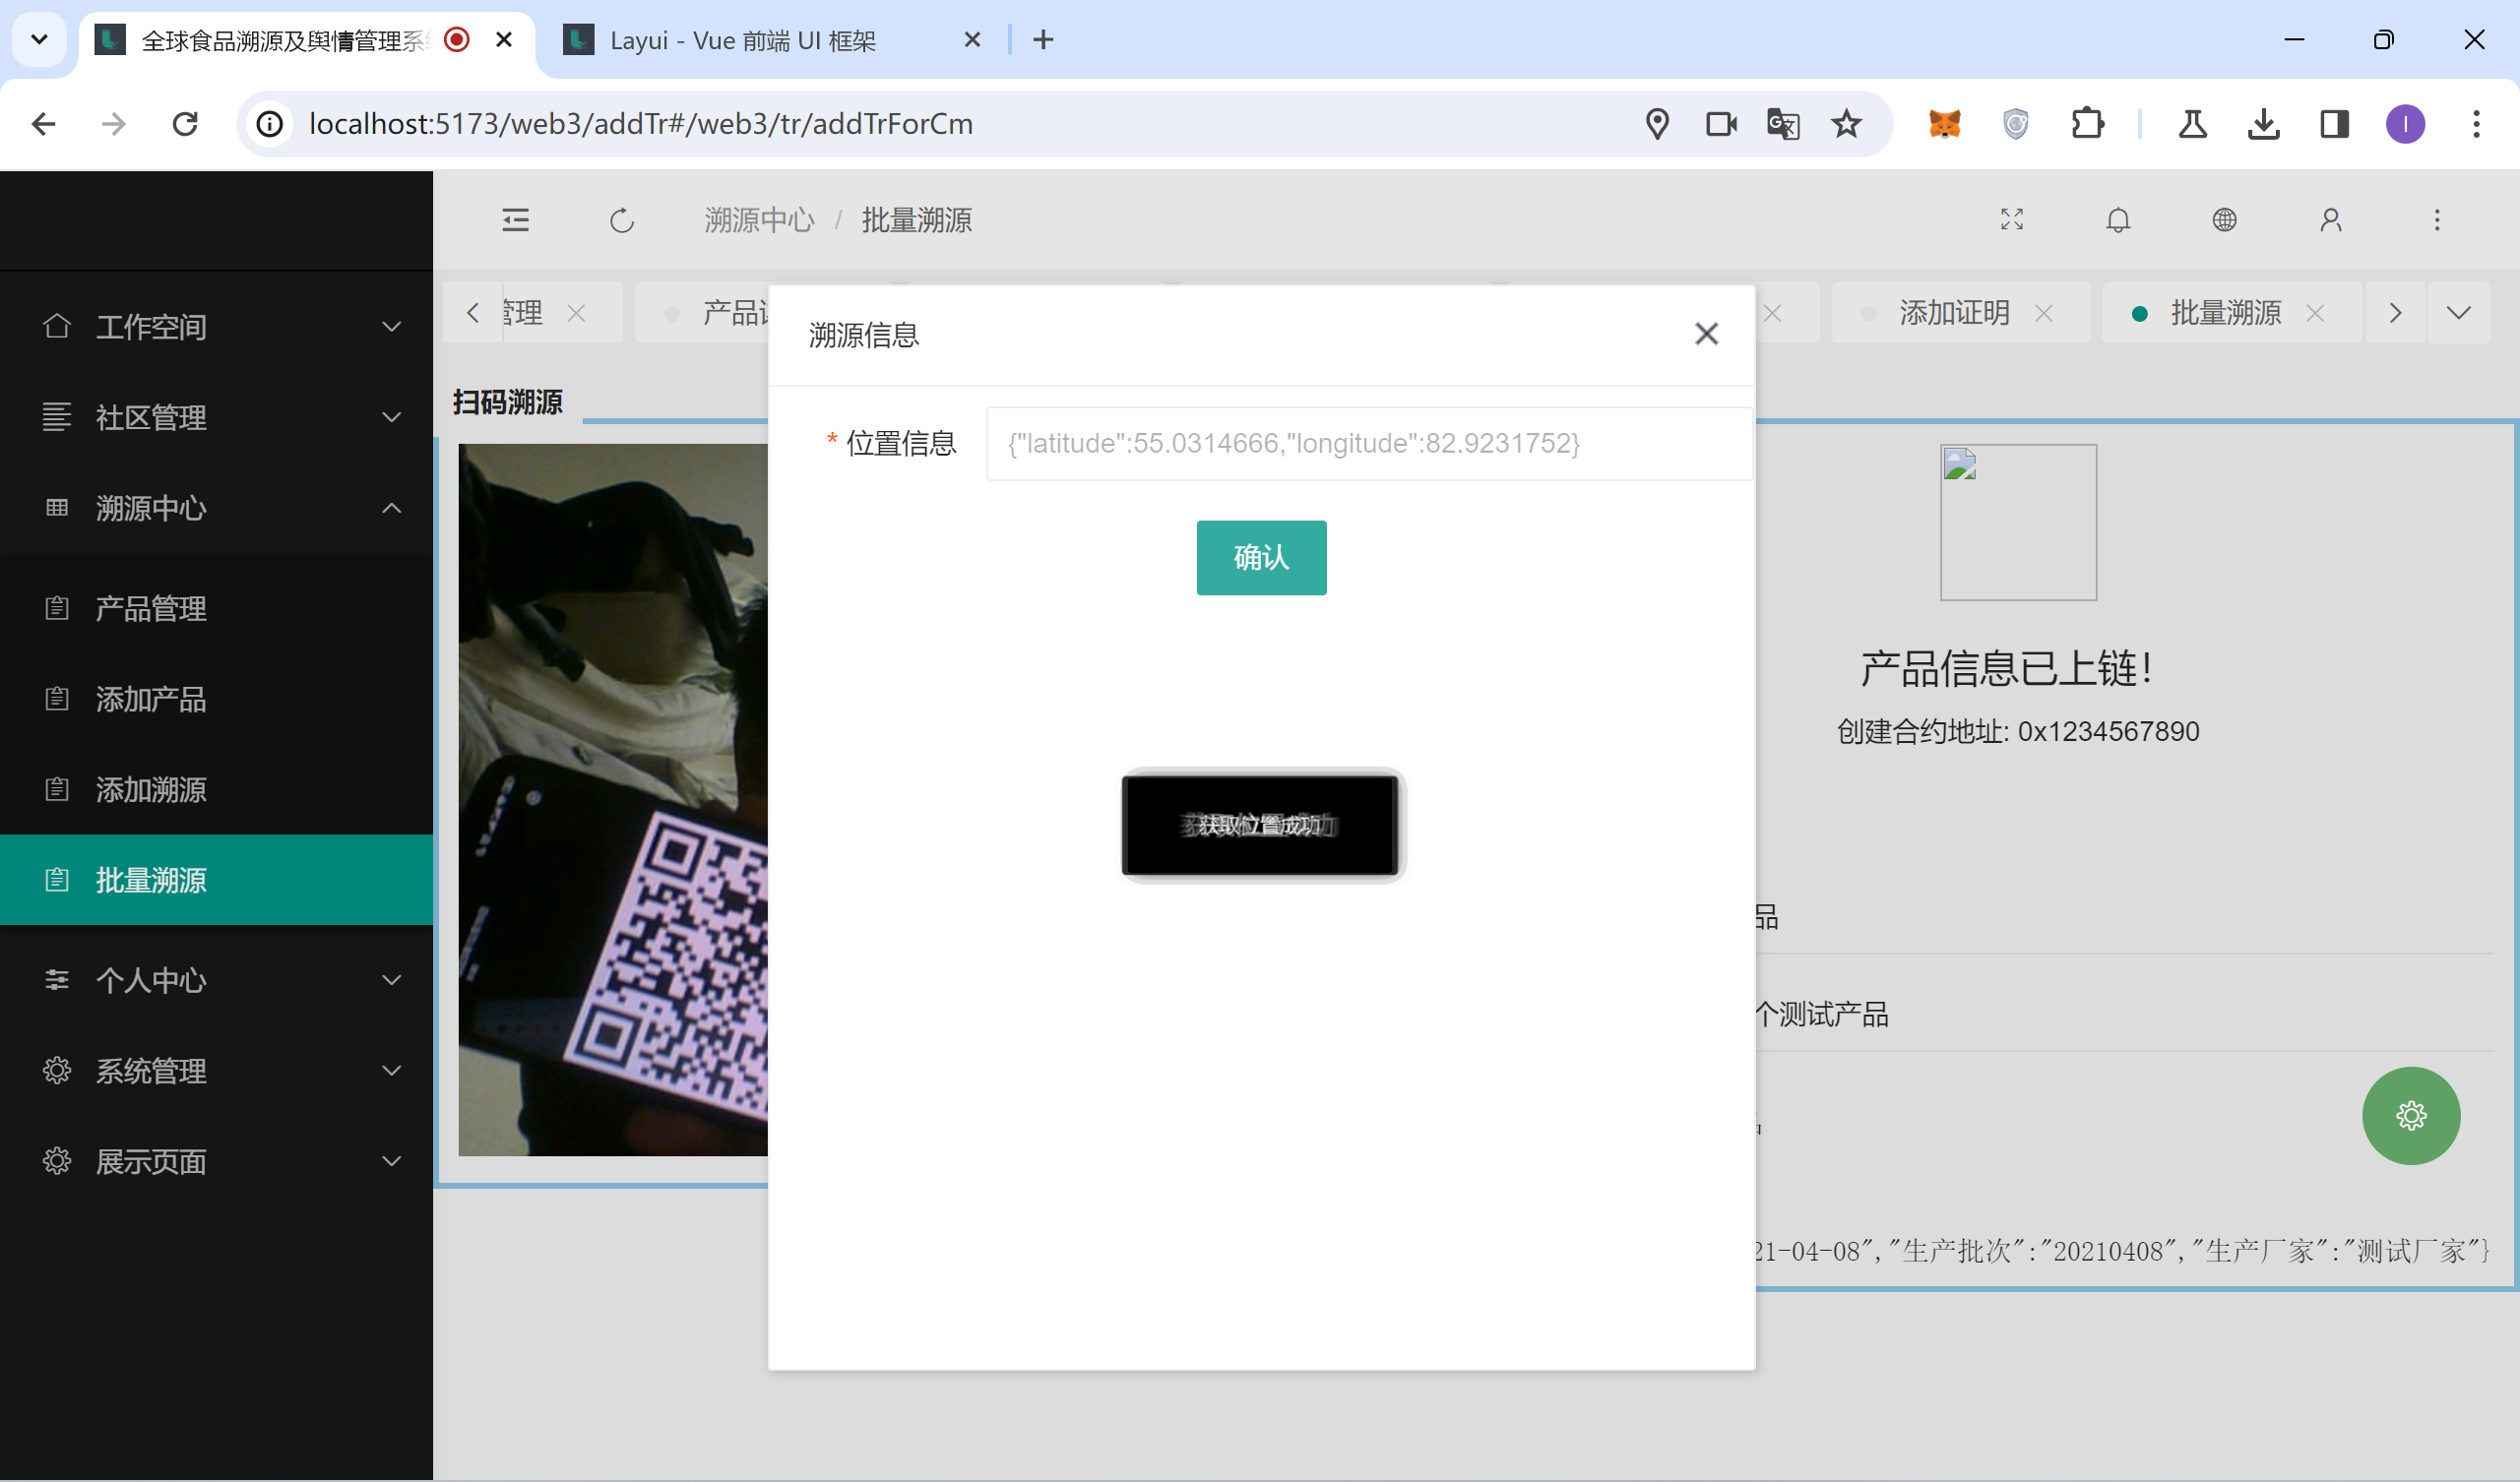 全球食品溯源及舆情管理系
Layui - Vue 前端 UI 框架
localhost:5173/web3/addTr#/web3/tr/addTrForCm
I
溯源中心 / 批量溯源
工作空间
社区管理
溯源中心
产品管理
添加产品
添加溯源
批量溯源
个人中心
系统管理
展示页面
管理
产品
添加证明
批量溯源
扫码溯源
溯源信息
* 位置信息
{"latitude":55.0314666,"longitude":82.9231752}
确认
获取位置成功
产品信息已上链!
创建合约地址: 0x1234567890
品
个测试产品
21-04-08","生产批次":"20210408","生产厂家":"测试厂家"}